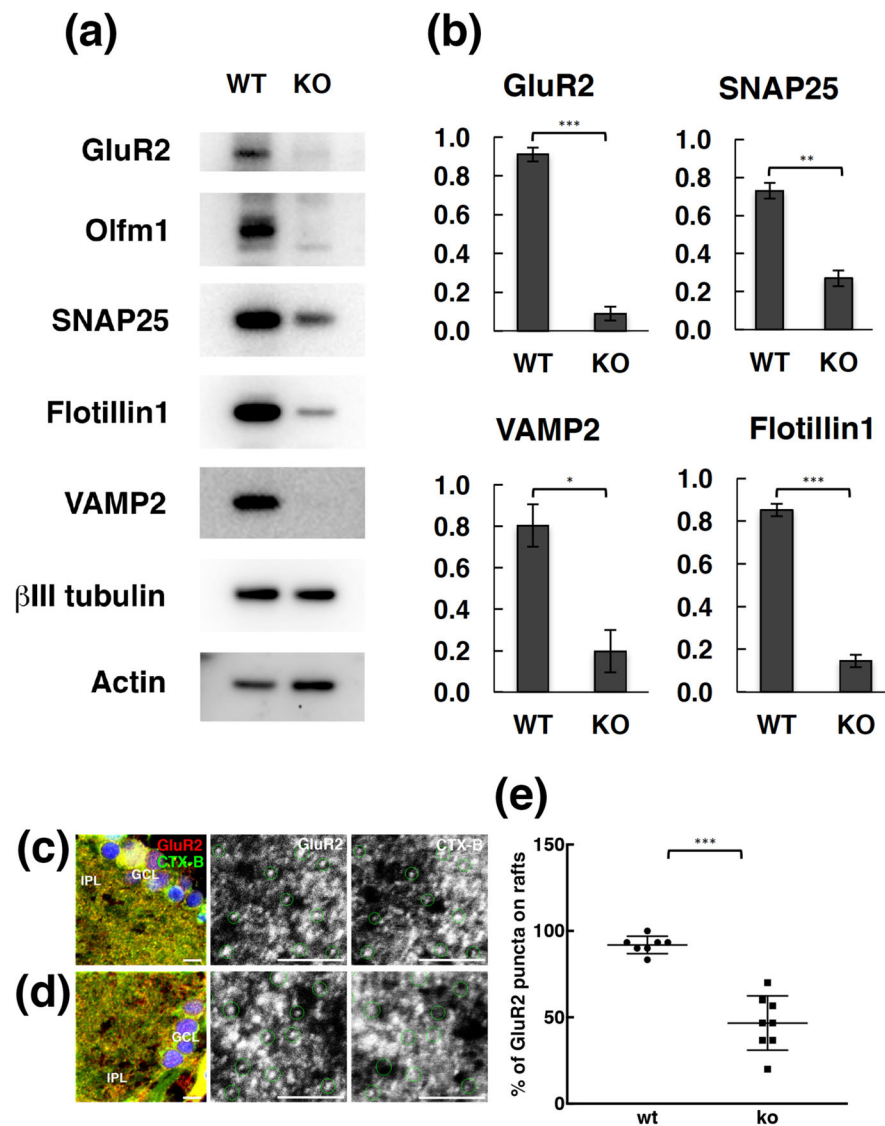 (a)
WT KO
GluR2
Olfm1
SNAP25
Flotillin1
VAMP2
βIII tubulin
Actin
(b)
GluR2
***
1.0
0.8
0.6
0.4
0.2
0.0
WT KO
SNAP25
**
1.0
0.8
0.6
0.4
0.2
0.0
WT KO
VAMP2
*
1.0
0.8
0.6
0.4
0.2
0.0
WT KO
Flotillin1
***
1.0
0.8
0.6
0.4
0.2
0.0
WT KO
(c)
GluR2
CTX-B
IPL
GCL
GluR2
CTX-B
(d)
GCL
IPL
(e)
% of GluR2 puncta on rafts
150
100
50
0
***
wt ko